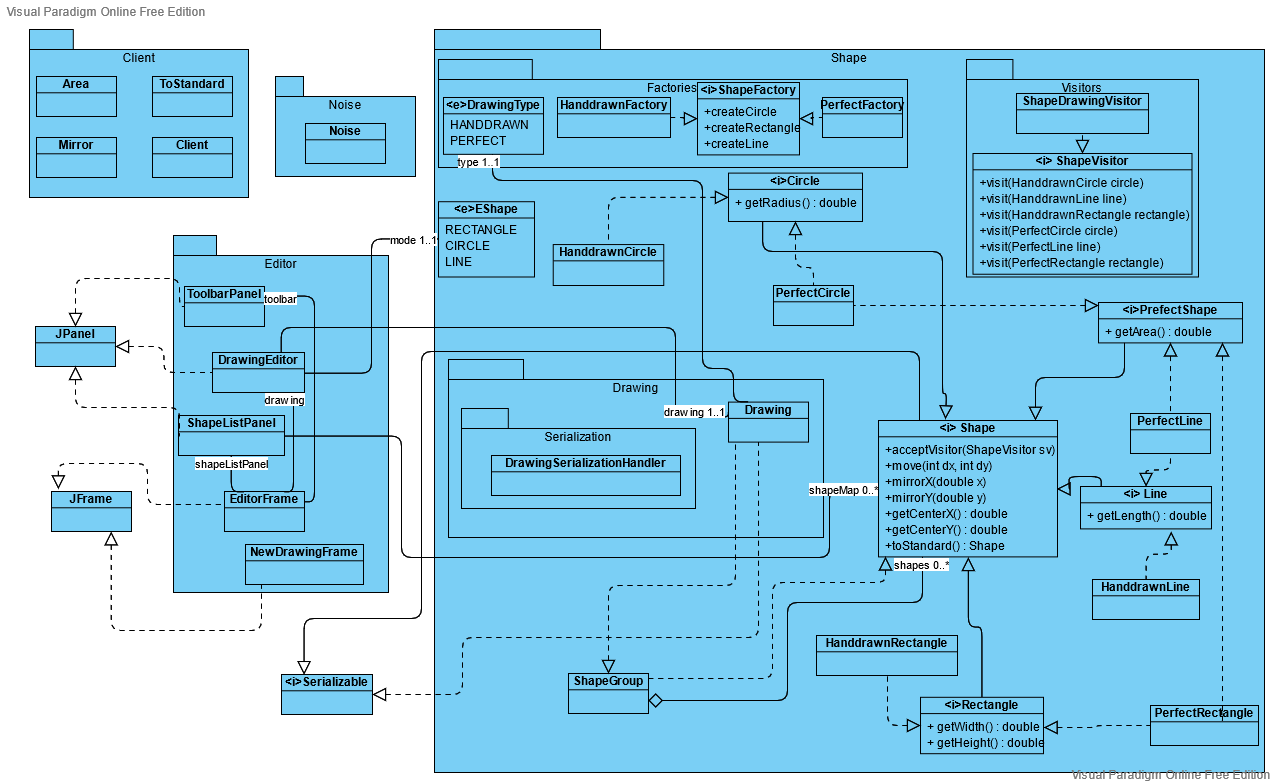 Visual Paradigm Online Free Edition
Client
Area
ToStandard
Mirror
Client
Noise
Noise
Shape
Factories
<e>DrawingType
HANDDRAWN
PERFECT
type 1..1
HanddrawnFactory
<i>ShapeFactory
+createCircle
+createRectangle
+createLine
PerfectFactory
Visitors
ShapeDrawingVisitor
<i> ShapeVisitor
+visit(HanddrawnCircle circle)
+visit(HanddrawnLine line)
+visit(HanddrawnRectangle rectangle)
+visit(PerfectCircle circle)
+visit(PerfectLine line)
+visit(PerfectRectangle rectangle)
<i>Circle
+ getRadius() : double
<e>EShape
RECTANGLE
CIRCLE
LINE
mode 1..1
HanddrawnCircle
PerfectCircle
<i>PrefectShape
+ getArea() : double
Editor
ToolbarPanel
toolbar
JPanel
DrawingEditor
drawing
ShapeListPanel
shapeListPanel
JFrame
EditorFrame
NewDrawingFrame
Drawing
drawing 1..1
Drawing
Serialization
DrawingSerializationHandler
shapeMap 0..*
<i> Shape
+acceptVisitor(ShapeVisitor sv)
+move(int dx, int dy)
+mirrorX(double x)
+mirrorY(double y)
+getCenterX() : double
+getCenterY() : double
+toStandard() : Shape
shapes 0..*
PerfectLine
<i> Line
+ getLength() : double
HanddrawnLine
HanddrawnRectangle
<i>Serializable
ShapeGroup
<i>Rectangle
+ getWidth() : double
+ getHeight() : double
PerfectRectangle
Visual Paradigm Online Free Edition